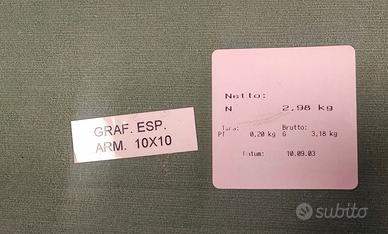 GRAF. ESP.
ARM. 10X10
Netto:
N 2,98 kg
Tara: Brutto:
PT 0,20 kg G 3,18 kg
Datum: 10.09.03
subito